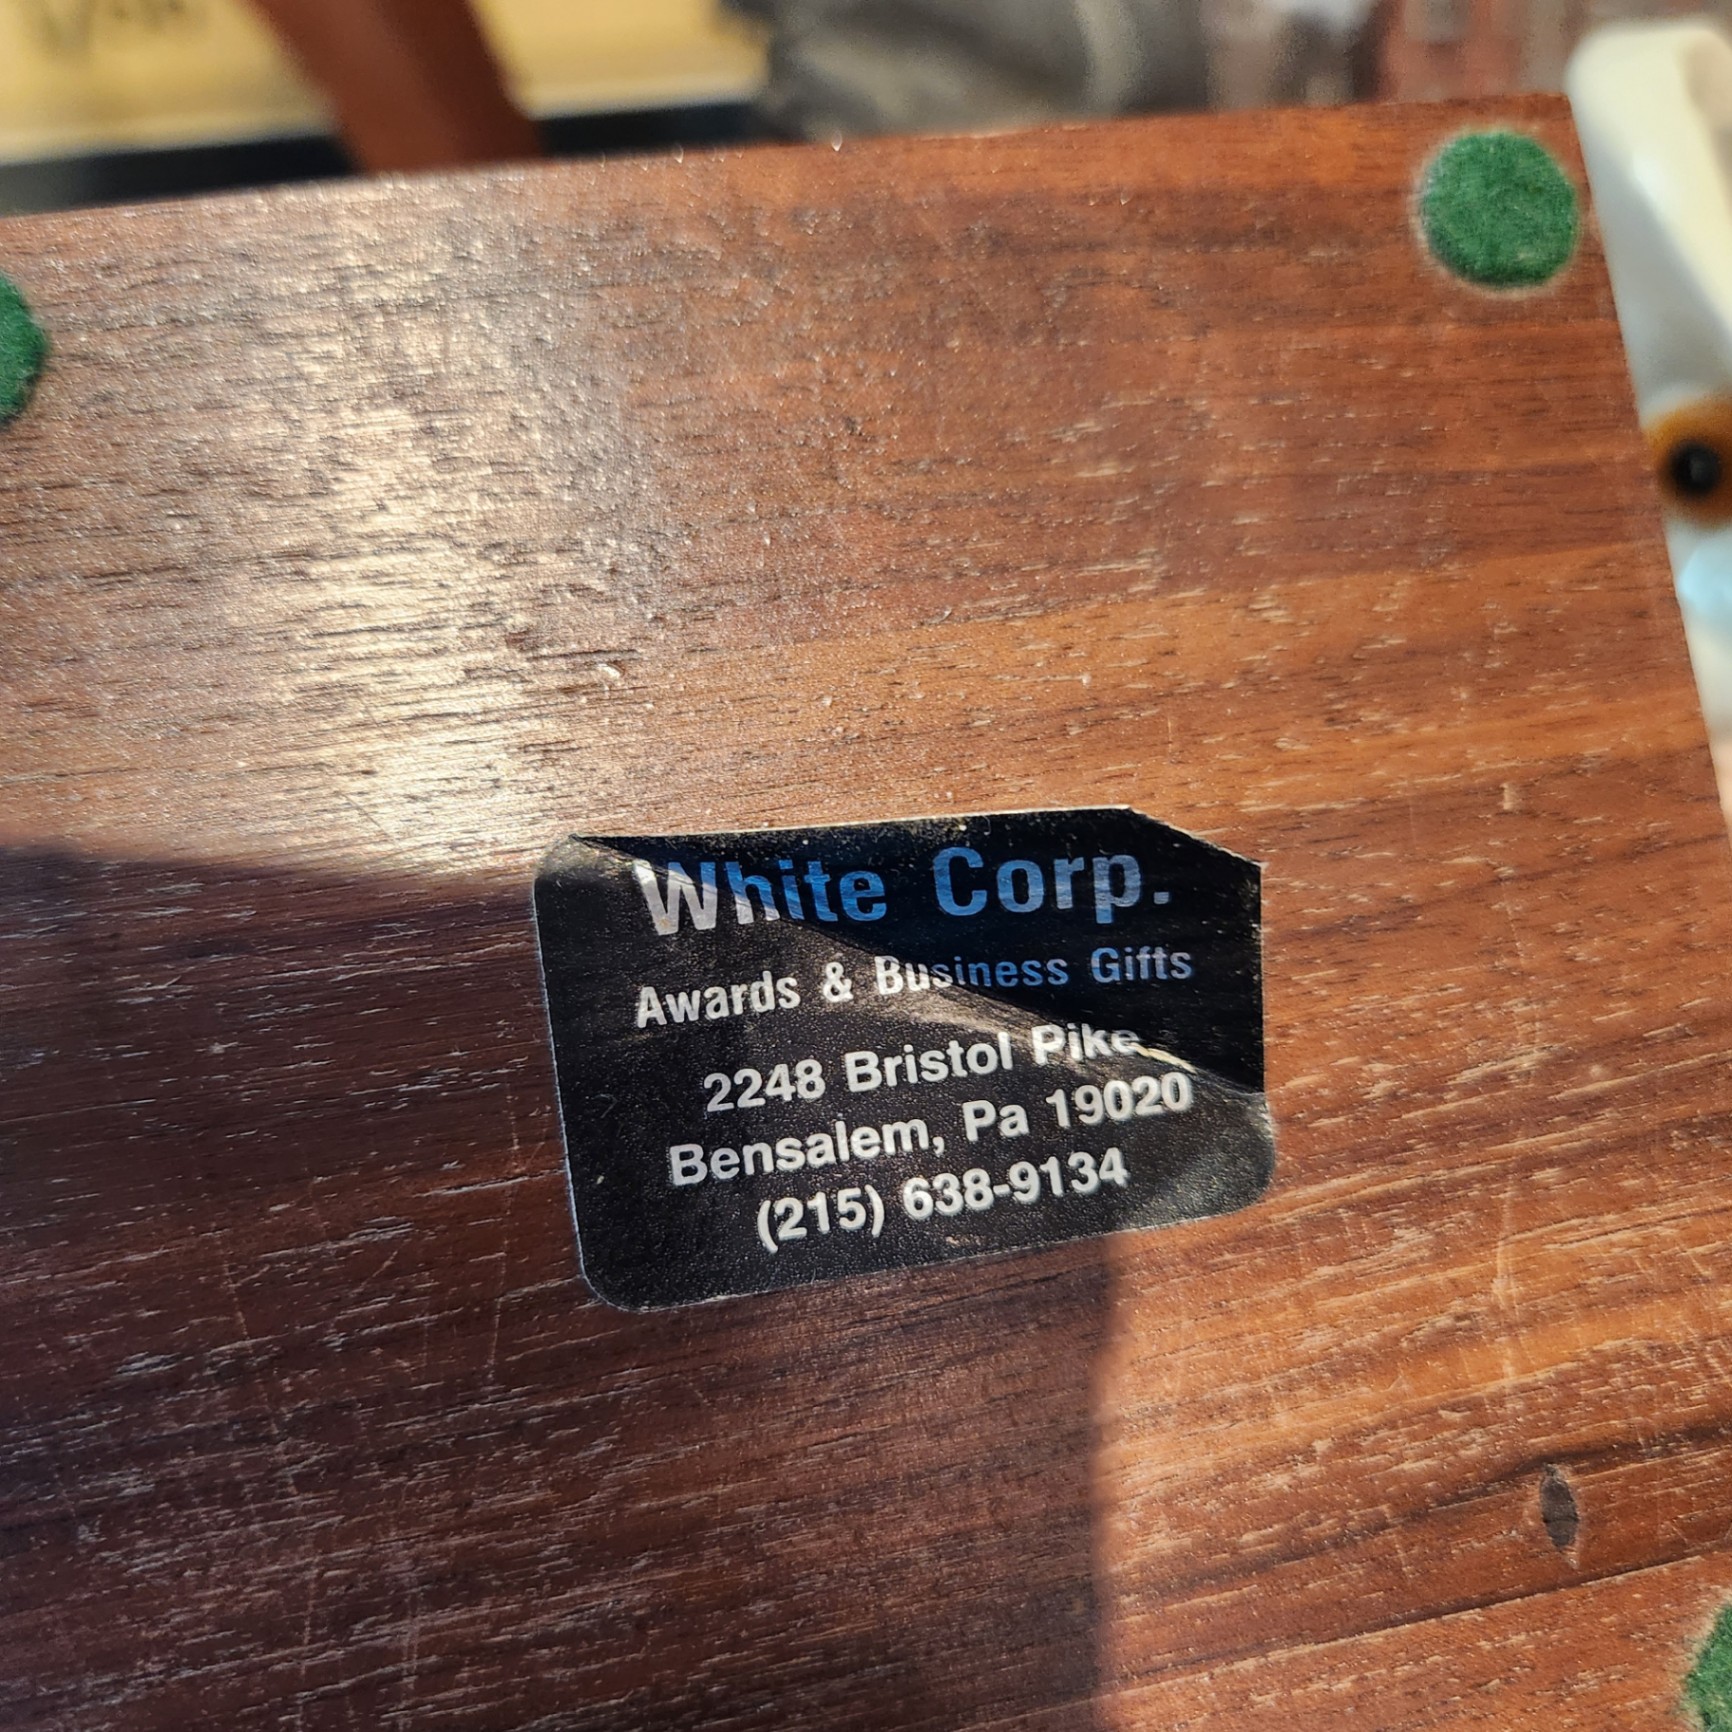 White Corp.
Awards & Business Gifts
2248 Bristol Pike
Bensalem, Pa 19020
(215) 638-9134